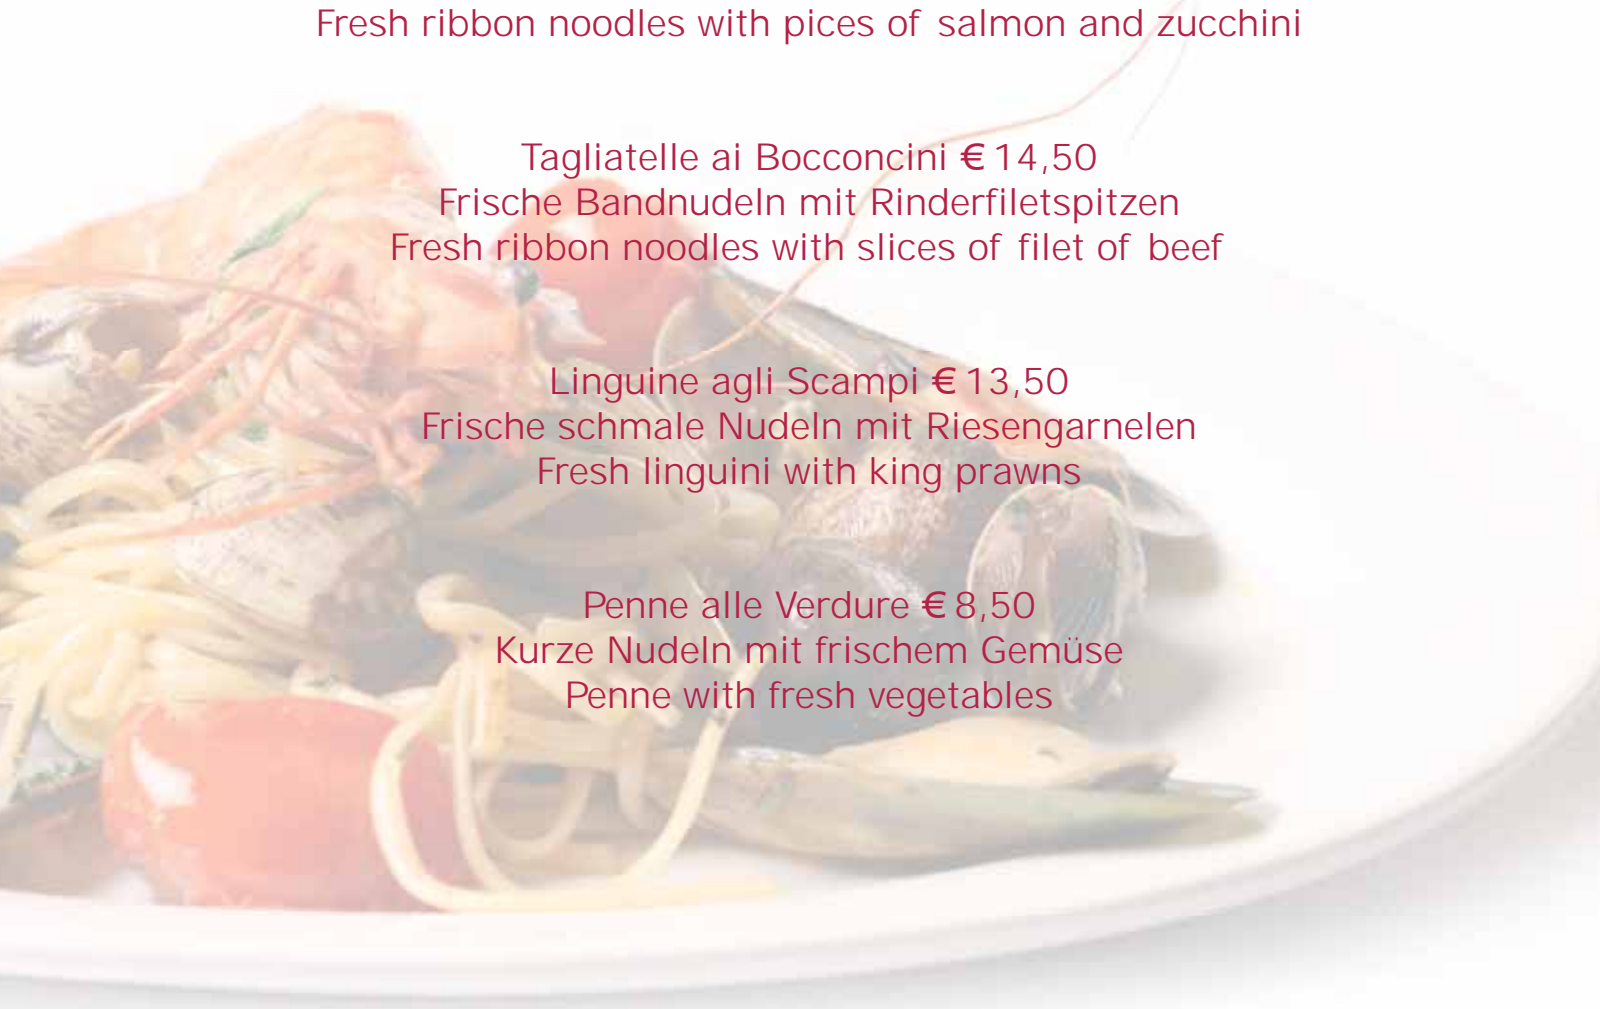 Fresh ribbon noodles with pices of salmon and zucchini
Tagliatelle ai Bocconcini € 14,50
Frische Bandnudeln mit Rinderfiletspitzen
Fresh ribbon noodles with slices of filet of beef
Linguine agli Scampi € 13,50
Frische schmale Nudeln mit Riesengarnelen
Fresh linguini with king prawns
Penne alle Verdure € 8,50
Kurze Nudeln mit frischem Gemüse
Penne with fresh vegetables